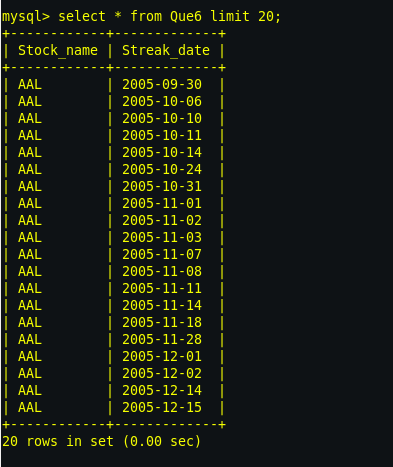 mysql> select * from Que6 limit 20;
+------------+-------------+
| Stock_name | Streak_date |
+------------+-------------+
| AAL        | 2005-09-30  |
| AAL        | 2005-10-06  |
| AAL        | 2005-10-10  |
| AAL        | 2005-10-11  |
| AAL        | 2005-10-14  |
| AAL        | 2005-10-24  |
| AAL        | 2005-10-31  |
| AAL        | 2005-11-01  |
| AAL        | 2005-11-02  |
| AAL        | 2005-11-03  |
| AAL        | 2005-11-07  |
| AAL        | 2005-11-08  |
| AAL        | 2005-11-11  |
| AAL        | 2005-11-14  |
| AAL        | 2005-11-18  |
| AAL        | 2005-11-28  |
| AAL        | 2005-12-01  |
| AAL        | 2005-12-02  |
| AAL        | 2005-12-14  |
| AAL        | 2005-12-15  |
+------------+-------------+
20 rows in set (0.00 sec)